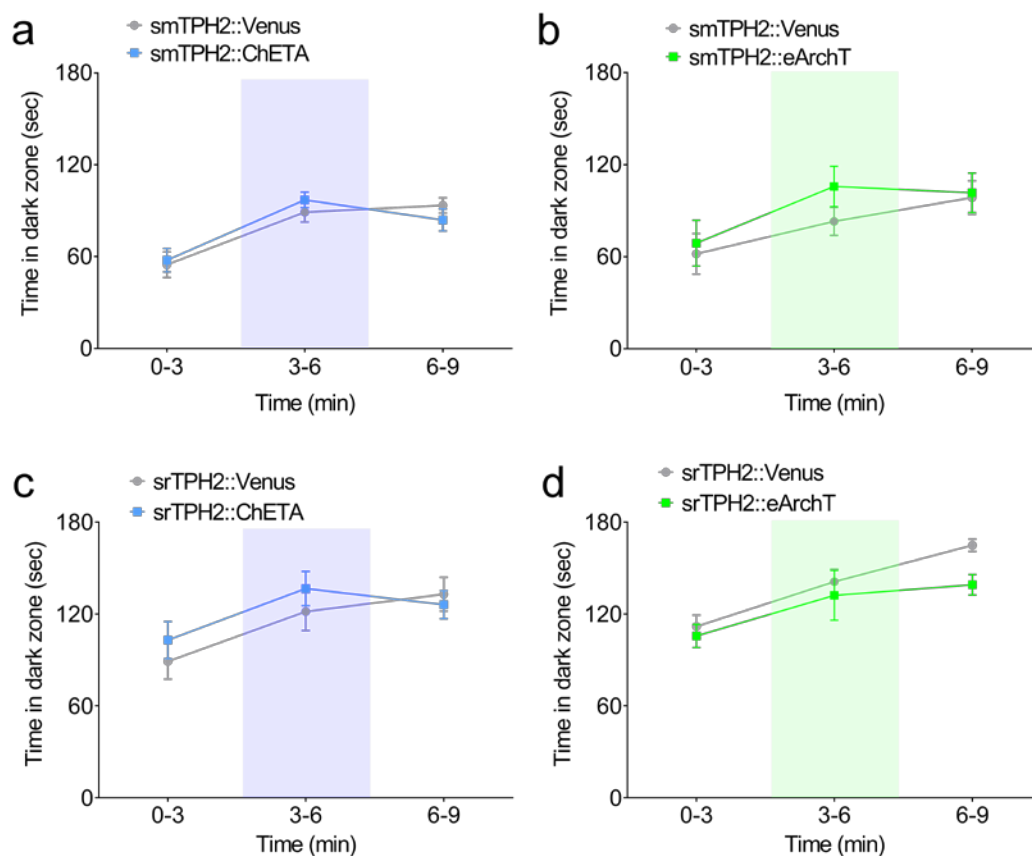 a
smTPH2::Venus
smTPH2::ChETA
Time in dark zone (sec)
180
120
60
0
0-3
3-6
6-9
Time (min)
b
smTPH2::Venus
smTPH2::eArchT
Time in dark zone (sec)
180
120
60
0
0-3
3-6
6-9
Time (min)
c
srTPH2::Venus
srTPH2::ChETA
Time in dark zone (sec)
180
120
60
0
0-3
3-6
6-9
Time (min)
d
srTPH2::Venus
srTPH2::eArchT
Time in dark zone (sec)
180
120
60
0
0-3
3-6
6-9
Time (min)